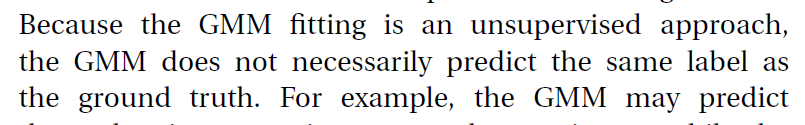 Because the GMM fitting is an unsupervised approach,
the GMM does not necessarily predict the same label as
the ground truth. For example, the GMM may predict